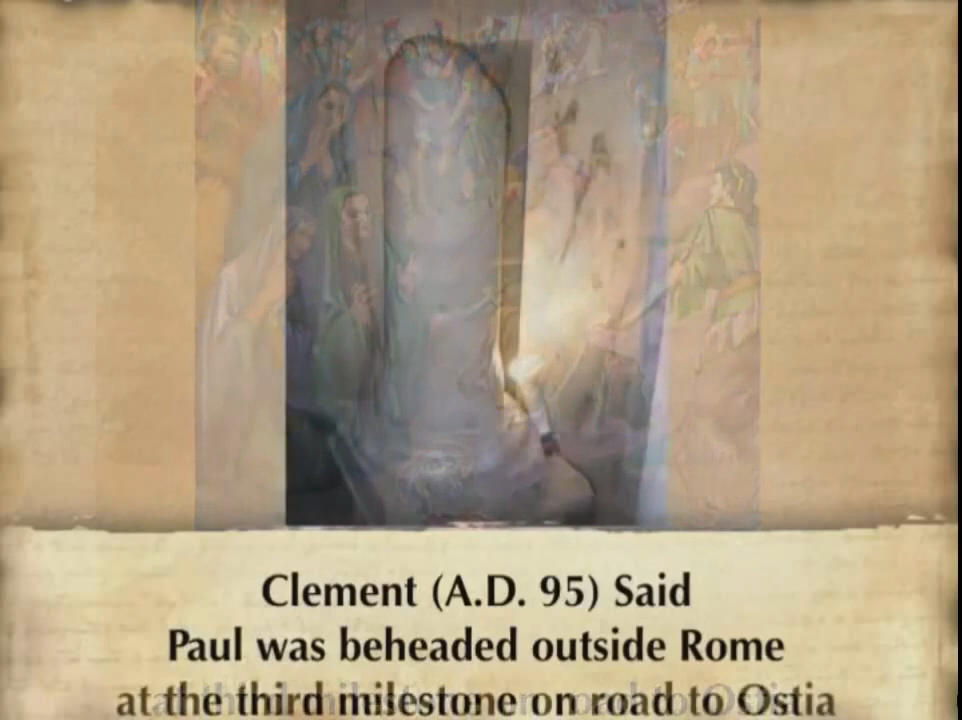 Clement (A.D. 95) Said
Paul was beheaded outside Rome
at the third milestone on road to Ostia